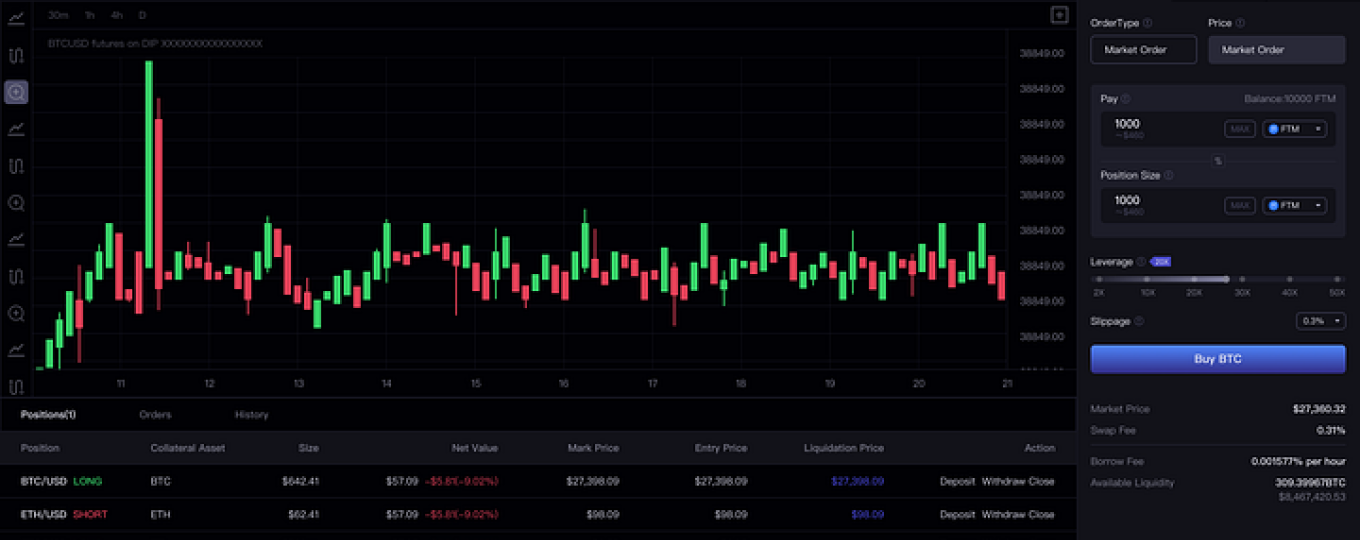 30m 1h 4h D
BTCUSD futures on DIP XXXXXXXXXXXXXXXXX
38849.00
38849.00
38849.00
38849.00
38849.00
38849.00
38849.00
38849.00
38849.00
11 12 13 14 15 16 17 18 19 20 21
OrderType Price
Market Order Market Order
Pay Balance:10000 FTM
1000 MAX FTM
~$460
Position Size
1000 MAX FTM
~$460
Leverage 20X
2X 10X 20X 30X 40X 50X
Slippage 0.3%
Buy BTC
Market Price $27,360.32
Swap Fee 0.31%
Borrow Fee 0.001577% per hour
Available Liquidity 309.39967BTC
$8,467,420.53
Positions(1) Orders History
Position Collateral Asset Size Net Value Mark Price Entry Price Liquidation Price Action
BTC/USD LONG BTC $642.41 $57.09 -$5.81(-9.02%) $27,398.09 $27,398.09 $27,398.09 Deposit Withdraw Close
ETH/USD SHORT ETH $62.41 $57.09 -$5.81(-9.02%) $98.09 $98.09 $98.09 Deposit Withdraw Close